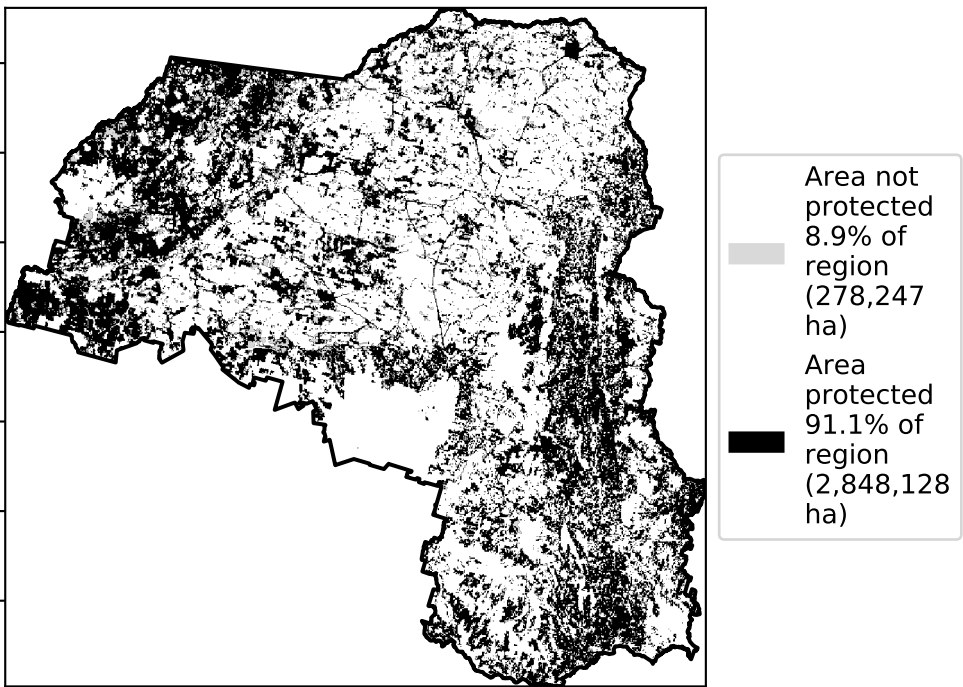 Area not
protected
8.9% of
region
(278,247
ha)
Area
protected
91.1% of
region
(2,848,128
ha)